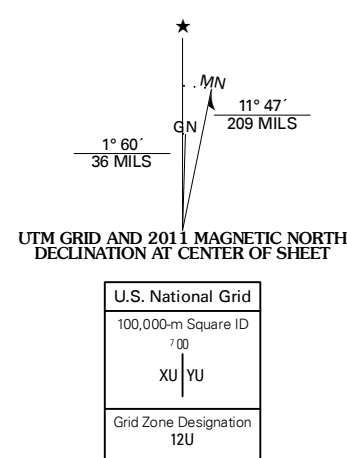 ★
MN
GN
11° 47´
209 MILS
1° 60´
36 MILS
UTM GRID AND 2011 MAGNETIC NORTH
DECLINATION AT CENTER OF SHEET
U.S. National Grid
100,000-m Square ID
7 00
XU YU
Grid Zone Designation
12U